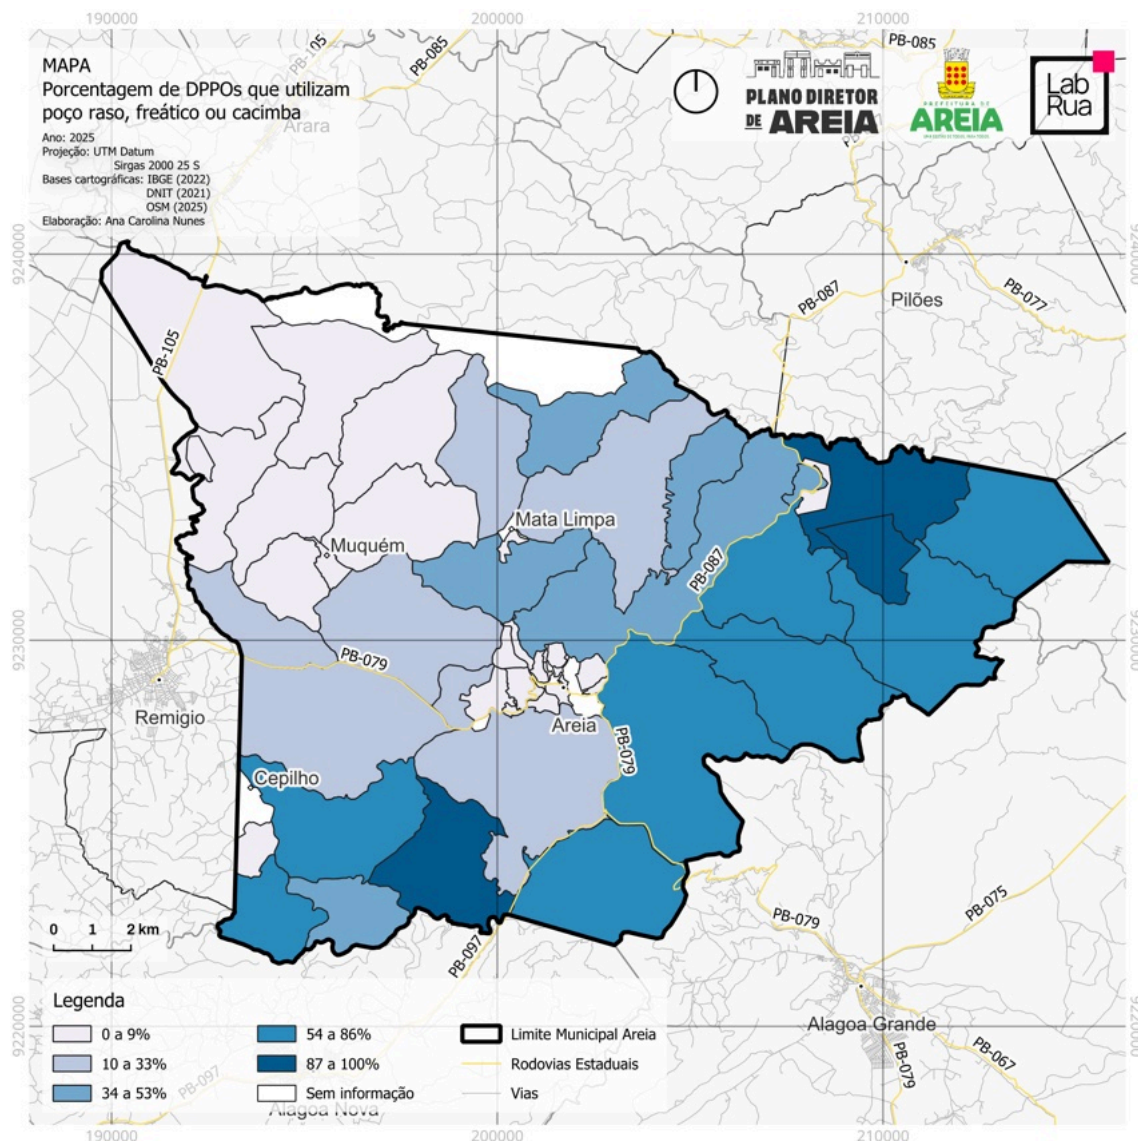 190000
200000
210000
MAPA
Porcentagem de DPPOs que utilizam
poço raso, freático ou cacimba
Ano: 2025
Projeção: UTM Datum
Sirgas 2000 25 S
Bases cartográficas: IBGE (2022)
DNIT (2021)
OSM (2025)
Elaboração: Ana Carolina Nunes
PB-105
PB-085
PB-085
Arara
PLANO DIRETOR
DE AREIA
PREFEITURA DE
AREIA
Lab
Rua
9240000
9240000
PB-087
Pilões
PB-077
PB-105
Mata Limpa
Muquém
PB-087
9230000
9230000
PB-079
Remigio
Areia
PB-079
Cepilho
0 1 2 km
PB-097
PB-079
PB-075
Alagoa Grande
PB-067
PB-079
9220000
9220000
Legenda
0 a 9%
10 a 33%
34 a 53%
54 a 86%
87 a 100%
Sem informação
Limite Municipal Areia
Rodovias Estaduais
Vias
PB-097
Alagoa Nova
190000
200000
210000